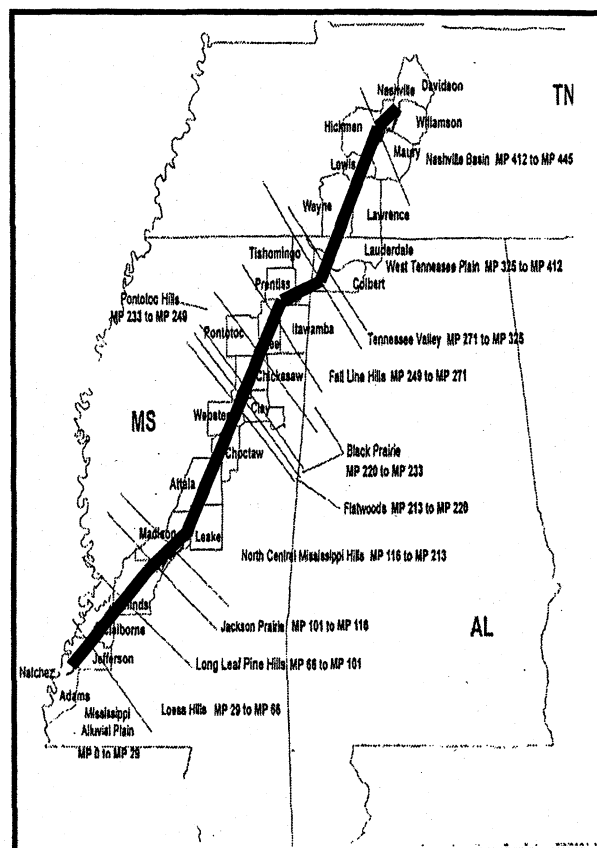 Davidson
Nashville
TN
Hickman
Williamson
Maury
Nashville Basin MP 412 to MP 445
Lewis
Wayne
Lawrence
Tishomingo
Lauderdale
West Tennessee Plain MP 325 to MP 412
Prentiss
Colbert
Pontotoc Hills
MP 233 to MP 249
Pontotoc
Itawamba
Lee
Tennessee Valley MP 271 to MP 325
Chickasaw
Fall Line Hills MP 249 to MP 271
MS
Webster
Clay
Choctaw
Black Prairie
MP 220 to MP 233
Attala
Flatwoods MP 213 to MP 220
Madison
Leake
North Central Mississippi Hills MP 116 to MP 213
Hinds
Jackson Prairie MP 101 to MP 116
AL
Claiborne
Long Leaf Pine Hills MP 66 to MP 101
Jefferson
Natchez
Adams
Loess Hills MP 29 to MP 66
Mississippi
Alluvial Plain
MP 0 to MP 29